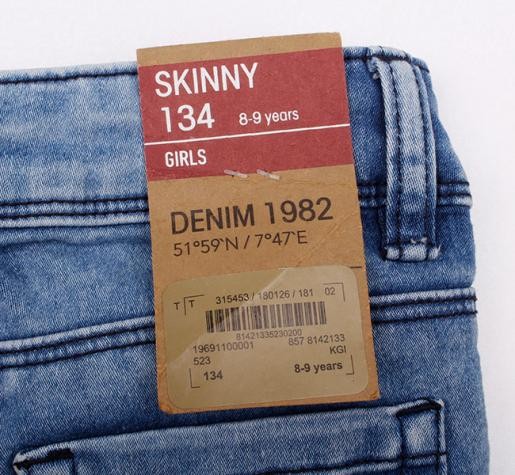 SKINNY
134 8-9 years
GIRLS
DENIM 1982
51°59`N / 7°47`E
T T 315453 / 180126 / 181 02
81421335230200
19691100001 857 8142133
523 KGI
134 8-9 years